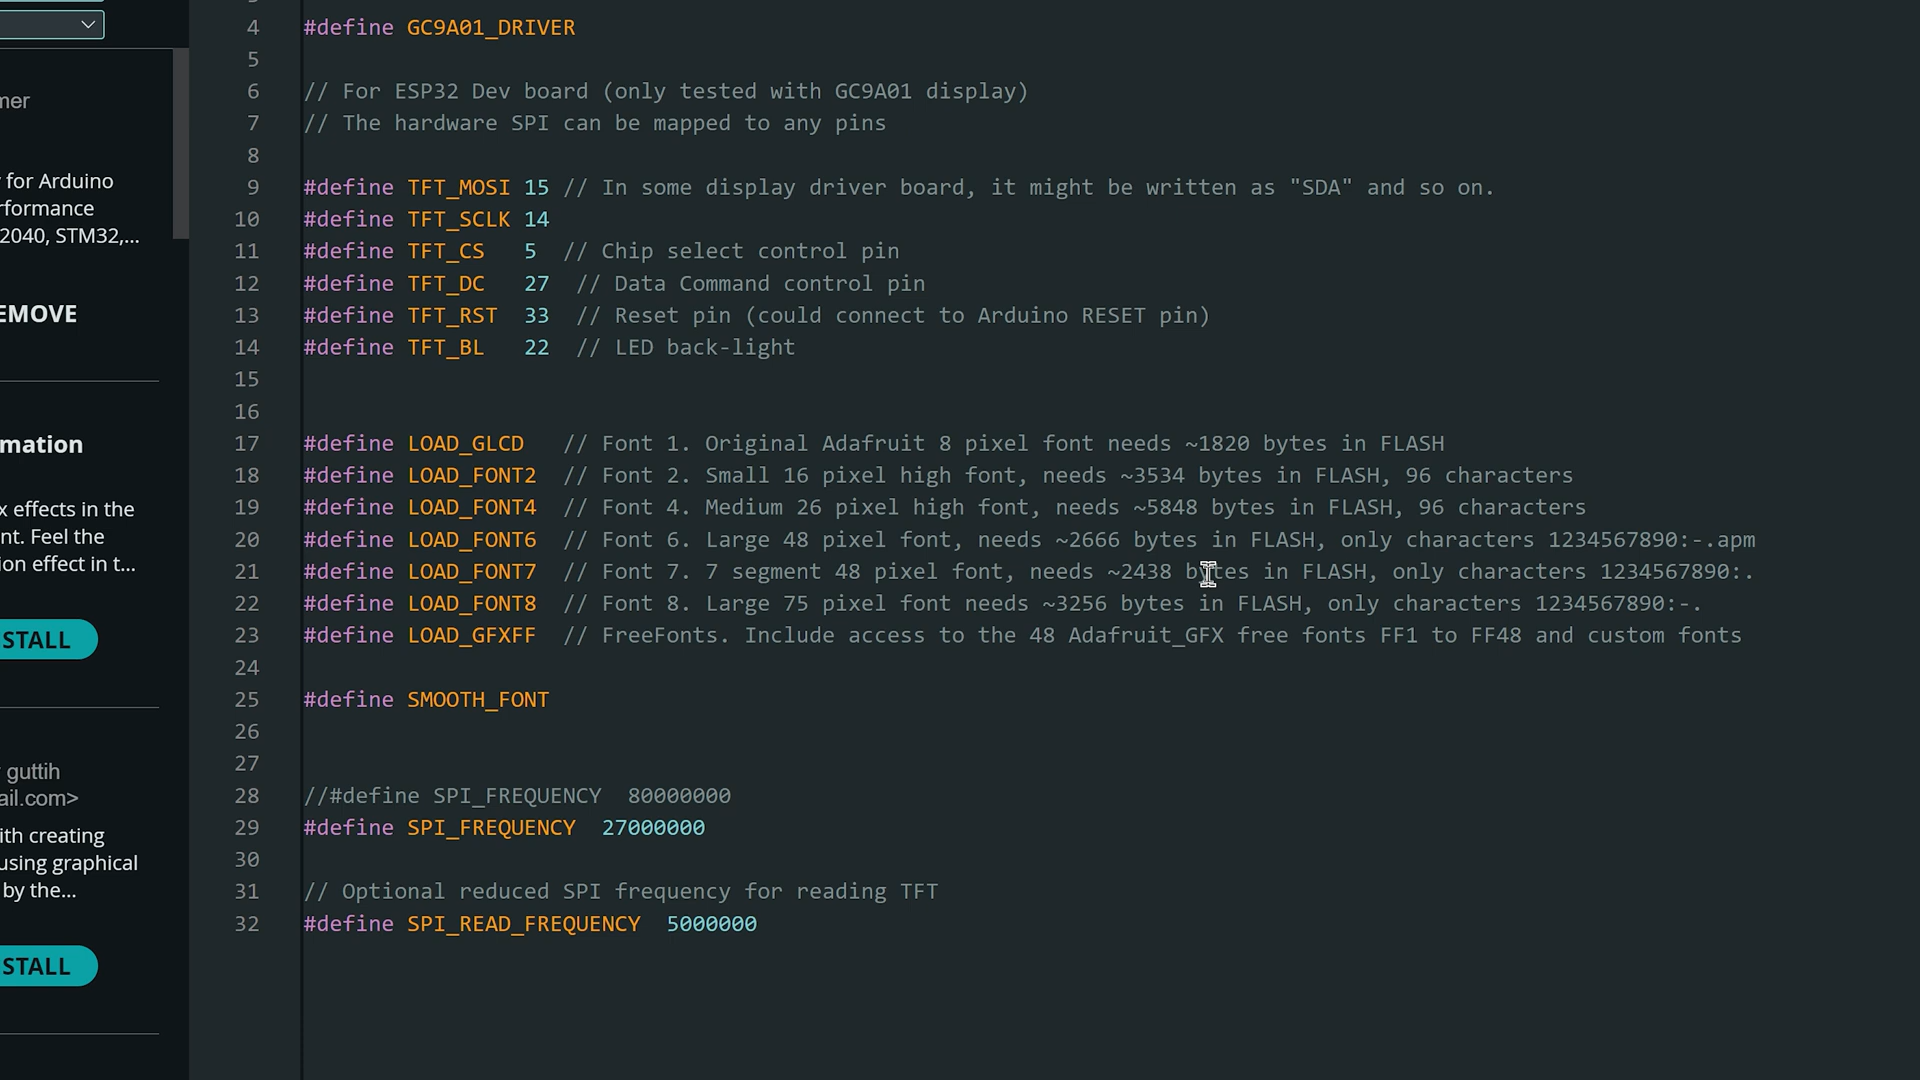 4 #define GC9A01_DRIVER
5
6 // For ESP32 Dev board (only tested with GC9A01 display)
7 // The hardware SPI can be mapped to any pins
8
9 #define TFT_MOSI 15 // In some display driver board, it might be written as "SDA" and so on.
10 #define TFT_SCLK 14
11 #define TFT_CS   5  // Chip select control pin
12 #define TFT_DC   27  // Data Command control pin
13 #define TFT_RST  33  // Reset pin (could connect to Arduino RESET pin)
14 #define TFT_BL   22  // LED back-light
15
16
17 #define LOAD_GLCD   // Font 1. Original Adafruit 8 pixel font needs ~1820 bytes in FLASH
18 #define LOAD_FONT2  // Font 2. Small 16 pixel high font, needs ~3534 bytes in FLASH, 96 characters
19 #define LOAD_FONT4  // Font 4. Medium 26 pixel high font, needs ~5848 bytes in FLASH, 96 characters
20 #define LOAD_FONT6  // Font 6. Large 48 pixel font, needs ~2666 bytes in FLASH, only characters 1234567890:-.apm
21 #define LOAD_FONT7  // Font 7. 7 segment 48 pixel font, needs ~2438 bytes in FLASH, only characters 1234567890:.
22 #define LOAD_FONT8  // Font 8. Large 75 pixel font needs ~3256 bytes in FLASH, only characters 1234567890:-.
23 #define LOAD_GFXFF  // FreeFonts. Include access to the 48 Adafruit_GFX free fonts FF1 to FF48 and custom fonts
24
25 #define SMOOTH_FONT
26
27
28 //#define SPI_FREQUENCY  80000000
29 #define SPI_FREQUENCY  27000000
30
31 // Optional reduced SPI frequency for reading TFT
32 #define SPI_READ_FREQUENCY  5000000
mer
for Arduino
rformance
2040, STM32,...
EMOVE
mation
x effects in the
nt. Feel the
ion effect in t...
STALL
guttih
ail.com>
ith creating
using graphical
by the...
STALL